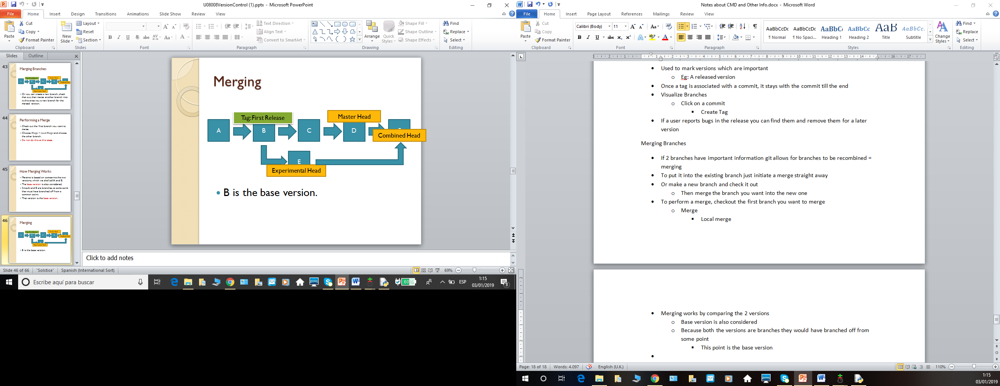 U08008VersionControl (1).pptx - Microsoft PowerPoint
File Home Insert Design Transitions Animations Slide Show Review View
Paste
Cut
Copy
Format Painter
Clipboard
New Slide
Layout
Reset
Section
Slides
Font
Text Direction
Align Text
Convert to SmartArt
Paragraph
Arrange
Quick Styles
Shape Fill
Shape Outline
Shape Effects
Drawing
Find
Replace
Select
Editing
Slides Outline
43
Merging Branches
Or you can create a new branch, check
that out, then merge another branch into
it; this gives you a new branch for the
merged version.
44
Performing a Merge
Check out the first branch you want to
merge.
Choose Merge > Local Merge and choose
the other branch.
Do not do this at this stage.
45
How Merging Works
Merging is based on comparing the two
versions, which we shall call A and B.
The base version is also considered.
Since A and B are branches, at some point
they must have branched off from a
common point.
That version is the base version.
46
Merging
B is the base version.
Merging
Tag: First Release
Master Head
A
B
C
D
Combined Head
E
Experimental Head
• B is the base version.
Click to add notes
Slide 46 of 66 "Solstice" Spanish (International Sort) 69%
Escribe aquí para buscar
60%
ESP
1:15
03/01/2019
3
Notes about CMD and Other Info.docx - Microsoft Word
File Home Insert Page Layout References Mailings Review View
Paste
Cut
Copy
Format Painter
Clipboard
Calibri (Body) 11
Font
Paragraph
AaBbCcDc AaBbCcDc AaBbC AaBbCc AaB AaBbCc.
¶ Normal ¶ No Spaci... Heading 1 Heading 2 Title Subtitle
Change Styles
Styles
Find
Replace
Select
Editing
• Used to mark versions which are important
o Eg: A released version
• Once a tag is associated with a commit, it stays with the commit till the end
• Visualize Branches
o Click on a commit
▪ Create Tag
• If a user reports bugs in the release you can find them and remove them for a later
version
Merging Branches
• If 2 branches have important information git allows for branches to be recombined =
merging
• To put it into the existing branch just initiate a merge straight away
• Or make a new branch and check it out
o Then merge the branch you want into the new one
• To perform a merge, checkout the first branch you want to merge
o Merge
▪ Local merge
• Merging works by comparing the 2 versions
o Base version is also considered
o Because both the versions are branches they would have branched off from
some point
▪ This point is the base version
•
Page: 18 of 18 Words: 4.097 English (U.K.) 110%
1:15
03/01/2019